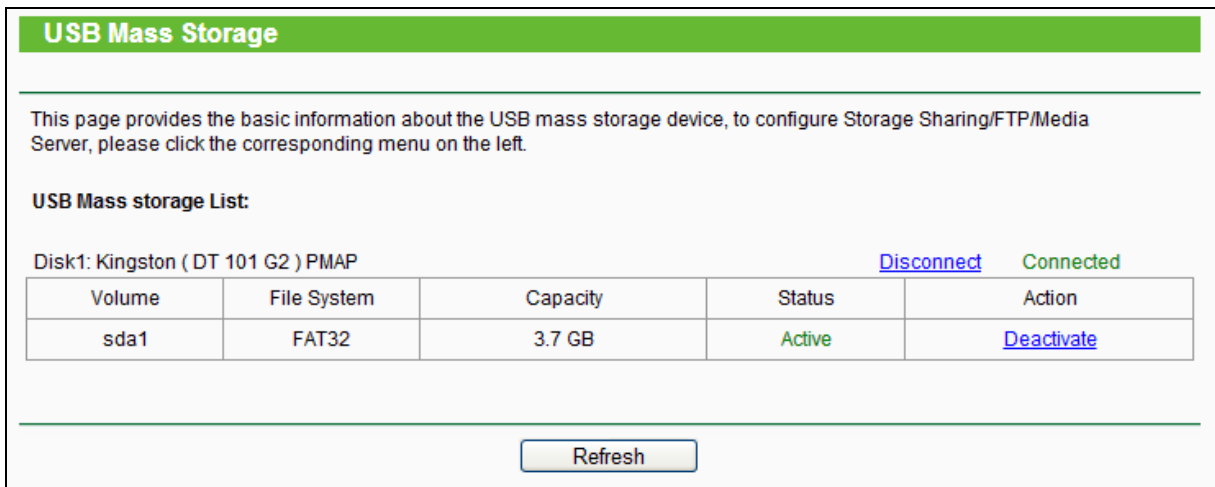 USB Mass Storage
This page provides the basic information about the USB mass storage device, to configure Storage Sharing/FTP/Media
Server, please click the corresponding menu on the left.
USB Mass storage List:
Disk1: Kingston ( DT 101 G2 ) PMAP Disconnect Connected
Volume File System Capacity Status Action
sda1 FAT32 3.7 GB Active Deactivate
Refresh